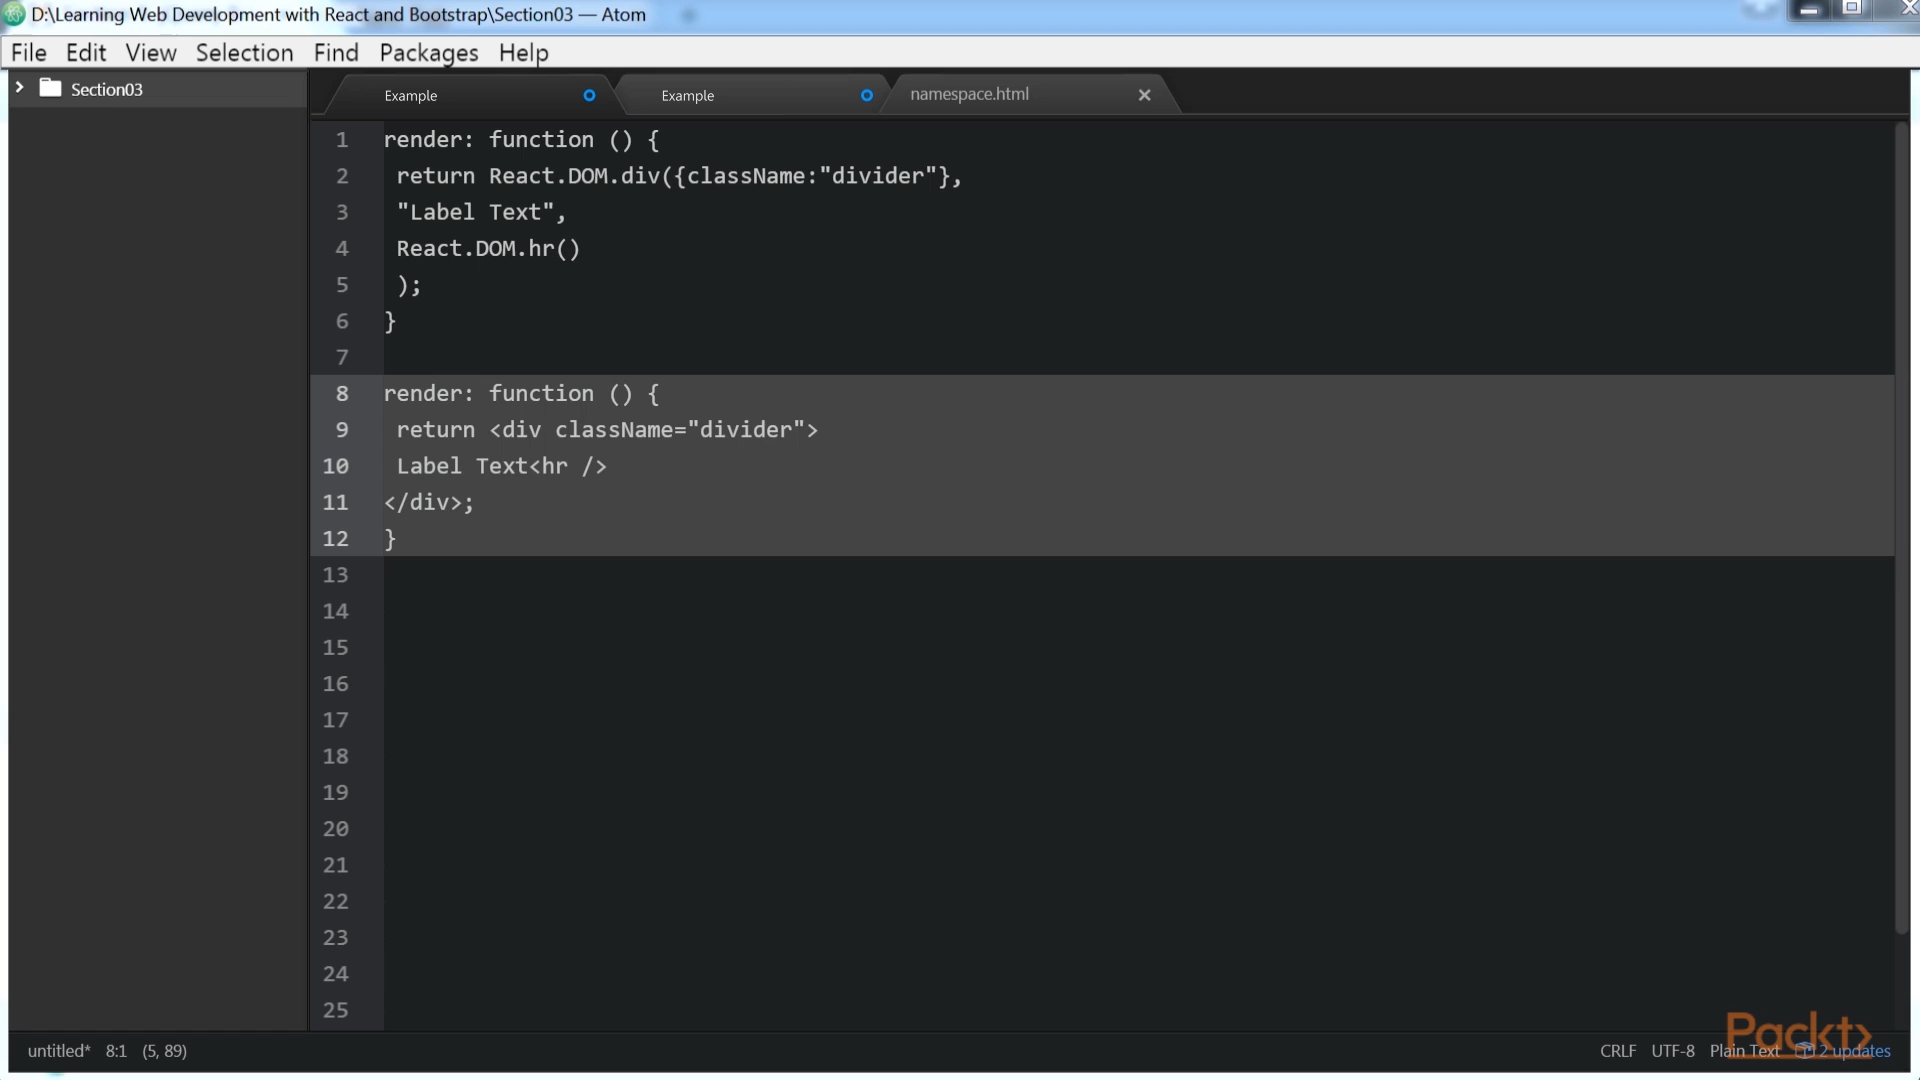 D:\Learning Web Development with React and Bootstrap\Section03 — Atom
File Edit View Selection Find Packages Help
Section03
Example
Example
namespace.html
1 render: function () {
2 return React.DOM.div({className:"divider"},
3 "Label Text",
4 React.DOM.hr()
5 );
6 }
7
8 render: function () {
9 return <div className="divider">
10 Label Text<hr />
11 </div>;
12 }
13
14
15
16
17
18
19
20
21
22
23
24
25
untitled* 8:1 (5, 89)
CRLF UTF-8 Plain Text 2 updates
Packt>